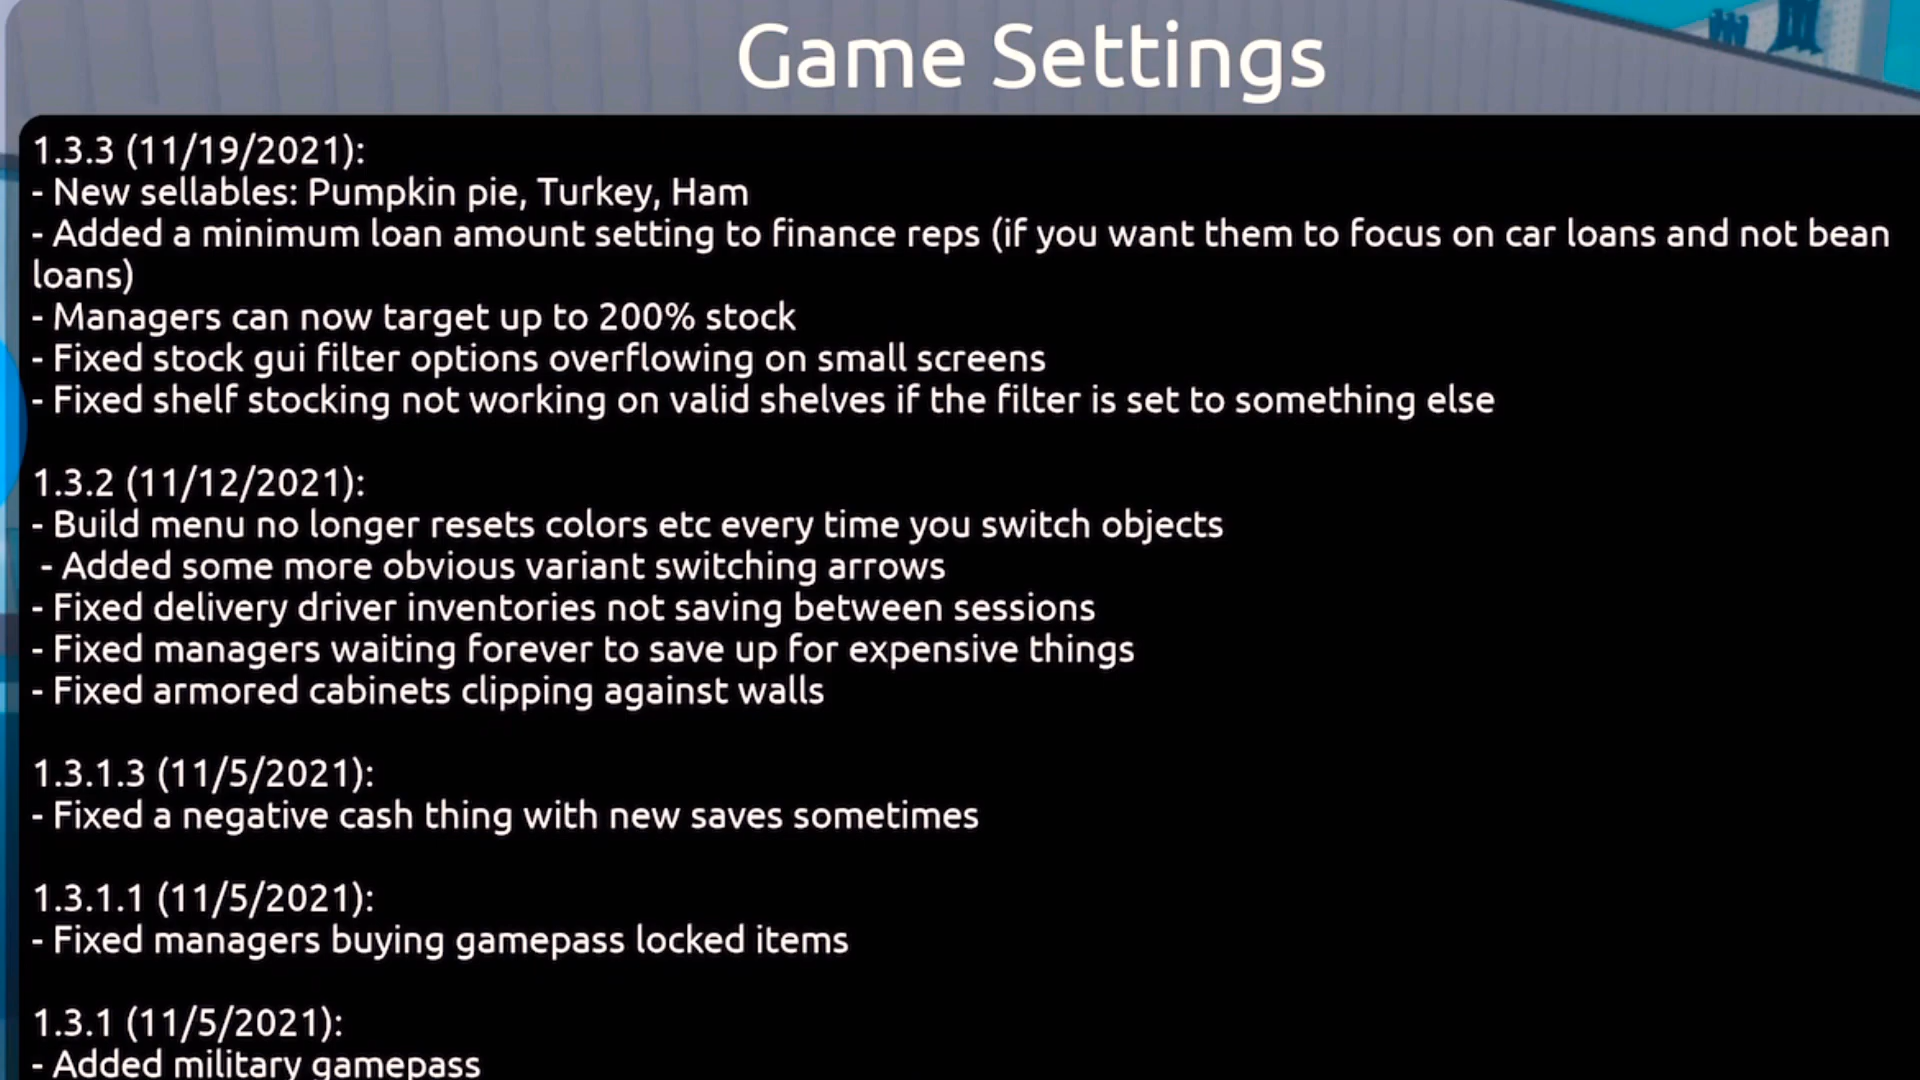 Game Settings
1.3.3 (11/19/2021):
- New sellables: Pumpkin pie, Turkey, Ham
- Added a minimum loan amount setting to finance reps (if you want them to focus on car loans and not bean
loans)
- Managers can now target up to 200% stock
- Fixed stock gui filter options overflowing on small screens
- Fixed shelf stocking not working on valid shelves if the filter is set to something else
1.3.2 (11/12/2021):
- Build menu no longer resets colors etc every time you switch objects
- Added some more obvious variant switching arrows
- Fixed delivery driver inventories not saving between sessions
- Fixed managers waiting forever to save up for expensive things
- Fixed armored cabinets clipping against walls
1.3.1.3 (11/5/2021):
- Fixed a negative cash thing with new saves sometimes
1.3.1.1 (11/5/2021):
- Fixed managers buying gamepass locked items
1.3.1 (11/5/2021):
- Added military gamepass